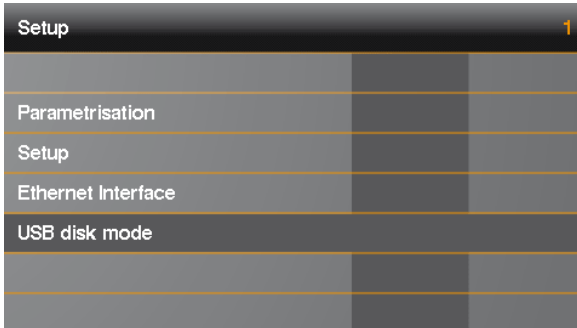 Setup 1
Parametrisation
Setup
Ethernet Interface
USB disk mode